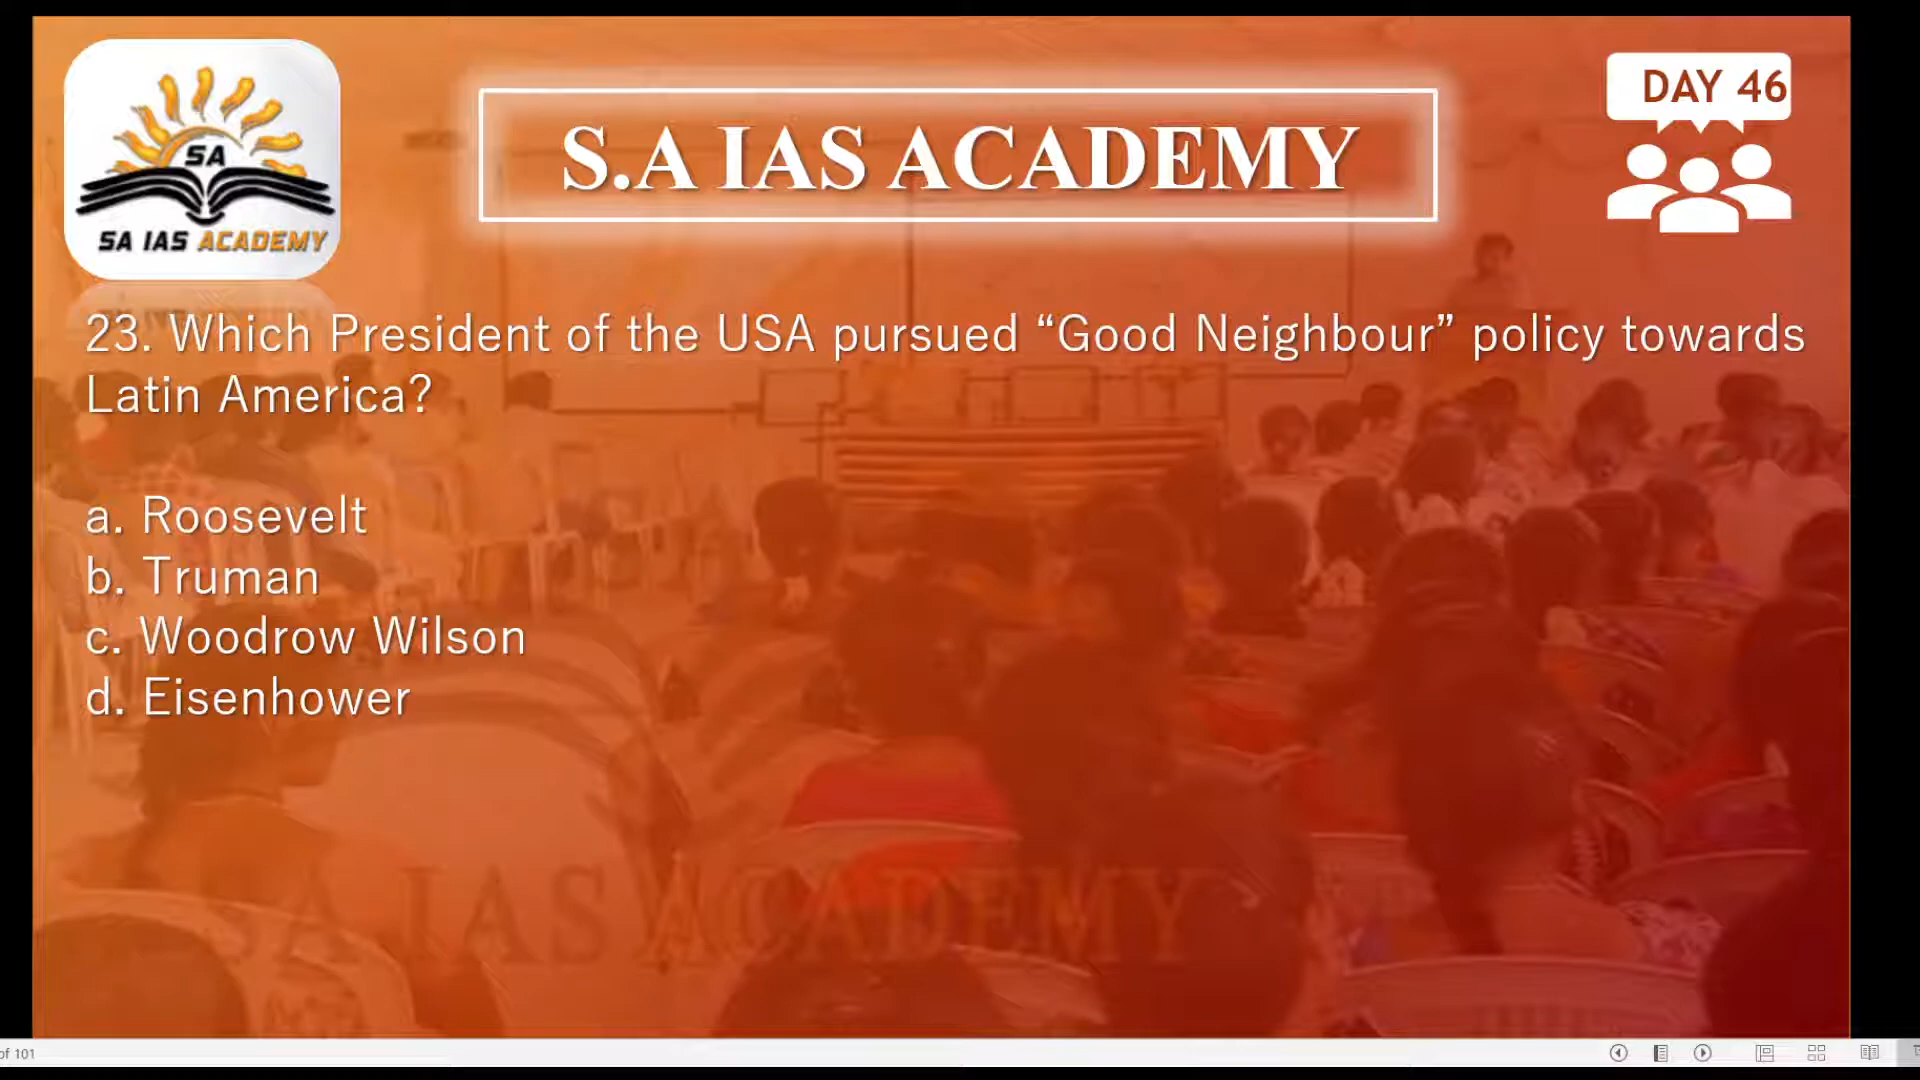 SA
SA IAS ACADEMY
S.A IAS ACADEMY
DAY 46
23. Which President of the USA pursued “Good Neighbour” policy towards
Latin America?
a. Roosevelt
b. Truman
c. Woodrow Wilson
d. Eisenhower
SA IAS ACADEMY
of 101